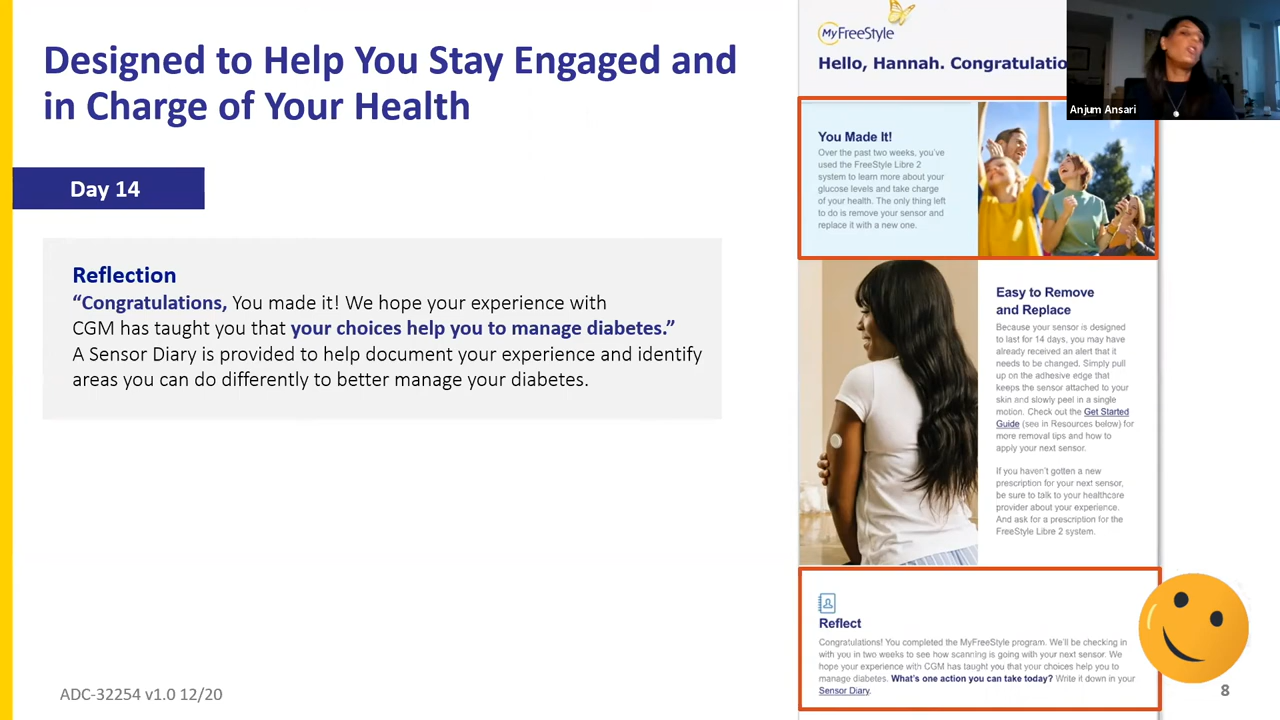 Designed to Help You Stay Engaged and
in Charge of Your Health
Day 14
Reflection
“Congratulations, You made it! We hope your experience with
CGM has taught you that your choices help you to manage diabetes.”
A Sensor Diary is provided to help document your experience and identify
areas you can do differently to better manage your diabetes.
ADC-32254 v1.0 12/20
MyFreeStyle
Hello, Hannah. Congratulatio
Anjum Ansari
You Made It!
Over the past two weeks, you’ve
used the FreeStyle Libre 2
system to learn more about your
glucose levels and take charge
of your health. The only thing left
to do is remove your sensor and
replace it with a new one.
Easy to Remove
and Replace
Because your sensor is designed
to last for 14 days, you may have
already received an alert that it
needs to be changed. Simply pull
up on the adhesive edge that
keeps the sensor attached to your
skin and slowly peel in a single
motion. Check out the Get Started
Guide (see in Resources below) for
more removal tips and how to
apply your next sensor.
If you haven’t gotten a new
prescription for your next sensor,
be sure to talk to your healthcare
provider about your experience.
And ask for a prescription for the
FreeStyle Libre 2 system.
Reflect
Congratulations! You completed the MyFreeStyle program. We’ll be checking in
with you in two weeks to see how scanning is going with your next sensor. We
hope your experience with CGM has taught you that your choices help you to
manage diabetes. What’s one action you can take today? Write it down in your
Sensor Diary.
8